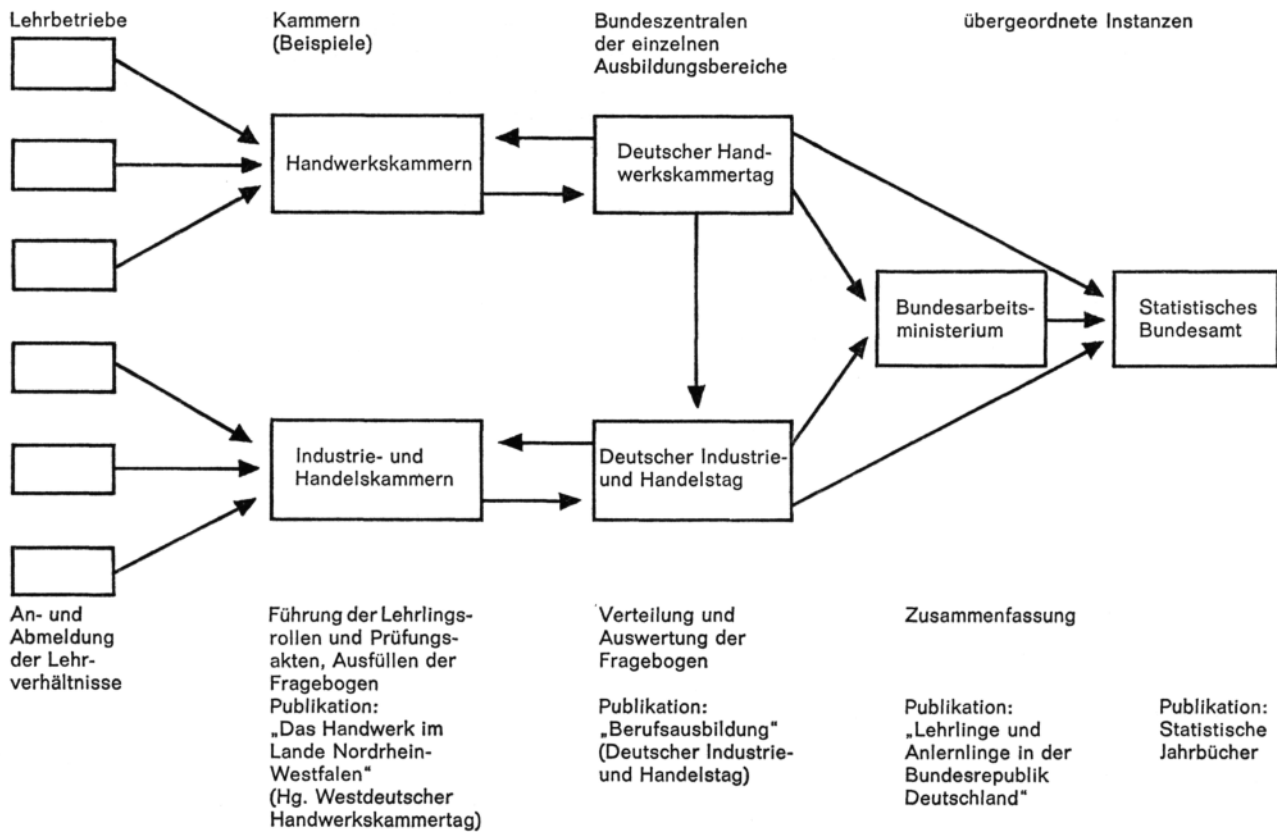 Lehrbetriebe
Kammern
(Beispiele)
Bundeszentralen
der einzelnen
Ausbildungsbereiche
übergeordnete Instanzen
Handwerkskammern
Deutscher Hand-
werkskammertag
Bundesarbeits-
ministerium
Statistisches
Bundesamt
Industrie- und
Handelskammern
Deutscher Industrie-
und Handelstag
An- und
Abmeldung
der Lehr-
verhältnisse
Führung der Lehrlings-
rollen und Prüfungs-
akten, Ausfüllen der
Fragebogen
Publikation:
„Das Handwerk im
Lande Nordrhein-
Westfalen“
(Hg. Westdeutscher
Handwerkskammertag)
Verteilung und
Auswertung der
Fragebogen
Publikation:
„Berufsausbildung“
(Deutscher Industrie-
und Handelstag)
Zusammenfassung
Publikation:
„Lehrlinge und
Anlernlinge in der
Bundesrepublik
Deutschland“
Publikation:
Statistische
Jahrbücher